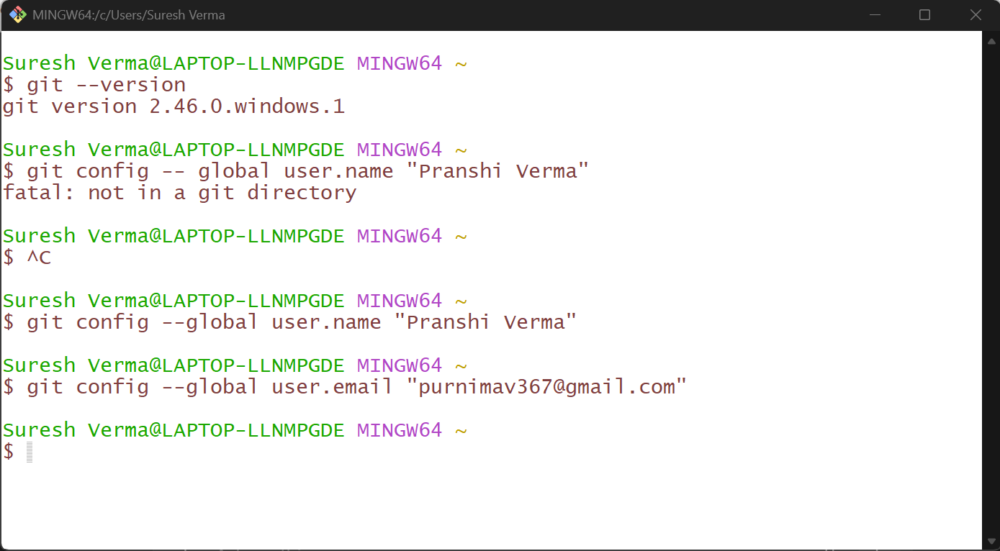 MINGW64:/c/Users/Suresh Verma
Suresh Verma@LAPTOP-LLNMPGDE MINGW64 ~
$ git --version
git version 2.46.0.windows.1
Suresh Verma@LAPTOP-LLNMPGDE MINGW64 ~
$ git config -- global user.name "Pranshi Verma"
fatal: not in a git directory
Suresh Verma@LAPTOP-LLNMPGDE MINGW64 ~
$ ^C
Suresh Verma@LAPTOP-LLNMPGDE MINGW64 ~
$ git config --global user.name "Pranshi Verma"
Suresh Verma@LAPTOP-LLNMPGDE MINGW64 ~
$ git config --global user.email "purnimav367@gmail.com"
Suresh Verma@LAPTOP-LLNMPGDE MINGW64 ~
$